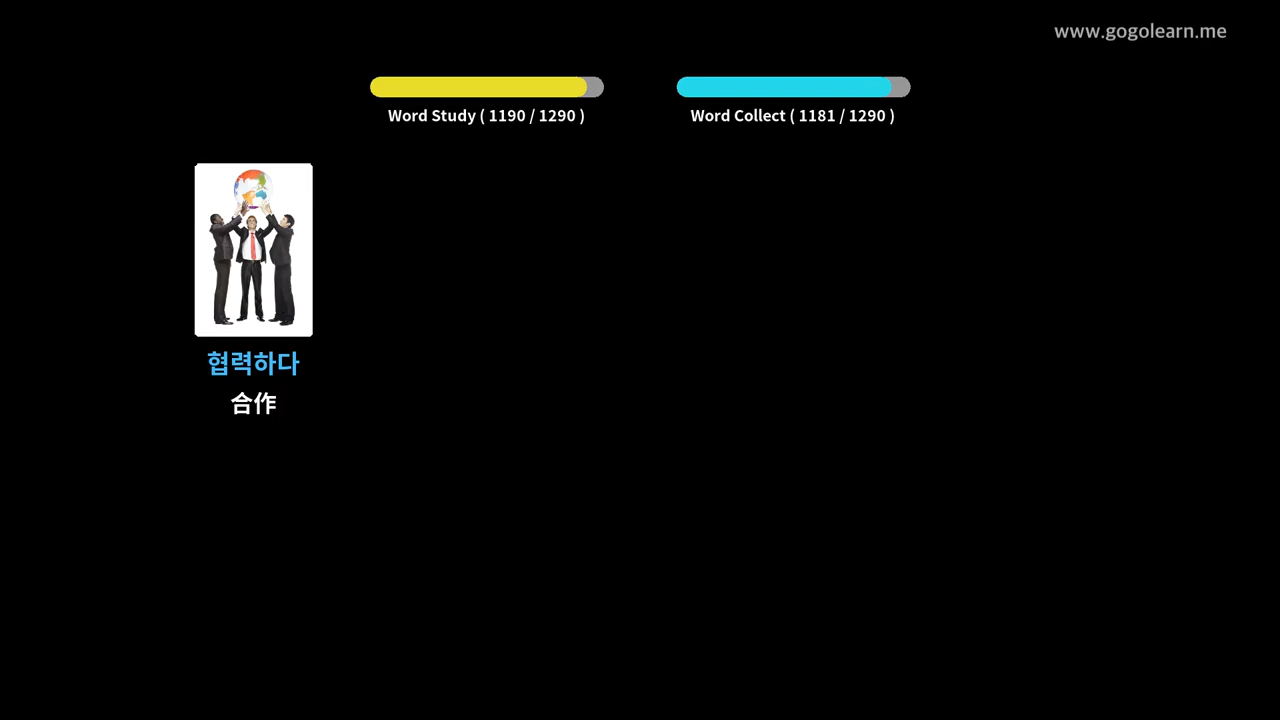 www.gogolearn.me
Word Study ( 1190 / 1290 )
Word Collect ( 1181 / 1290 )
협력하다
合作